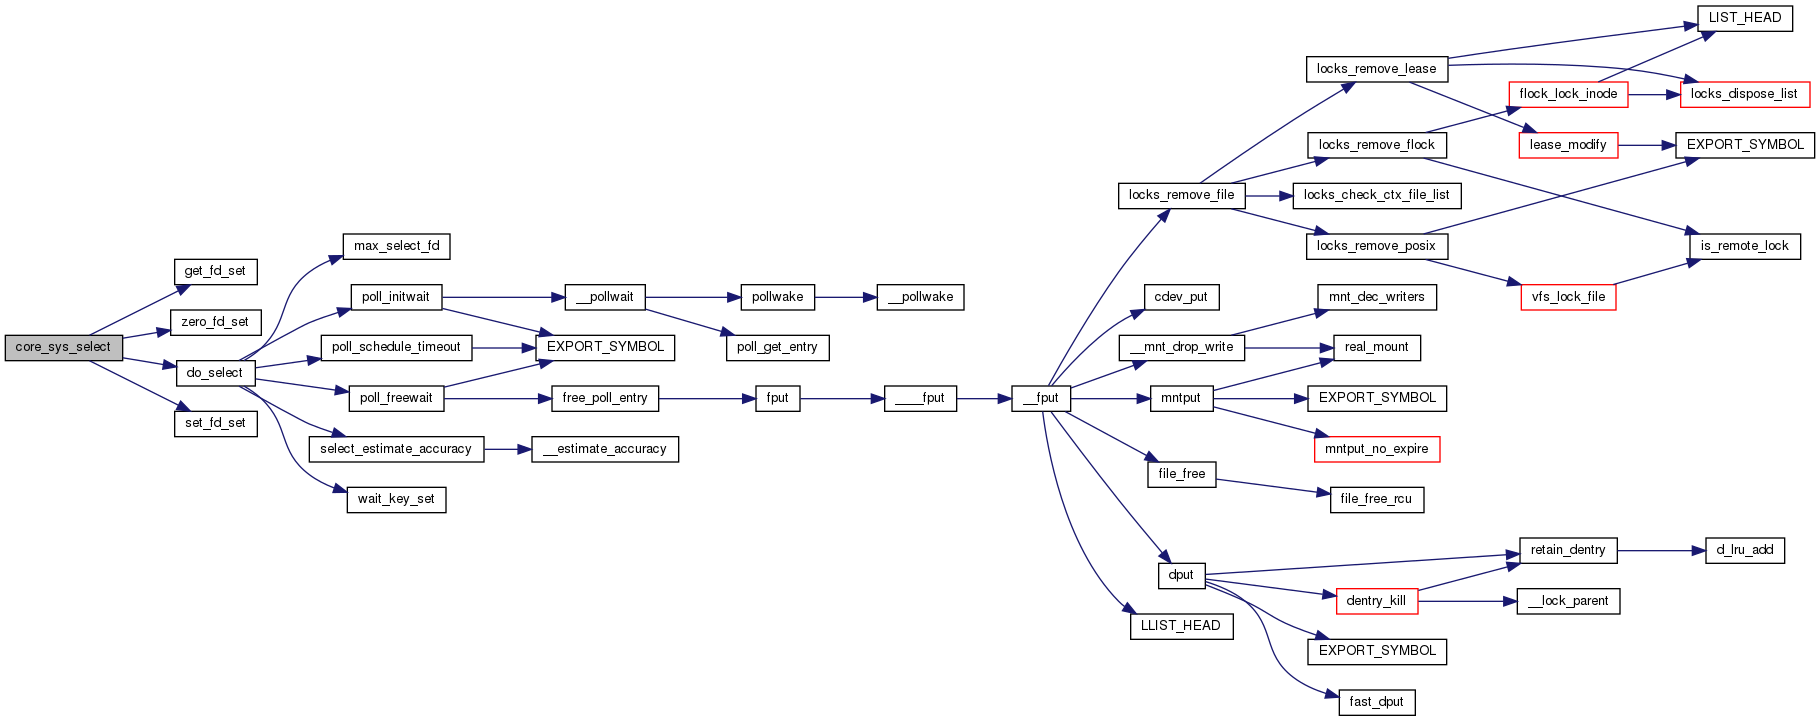 LIST_HEAD
locks_remove_lease
flock_lock_inode
locks_dispose_list
locks_remove_flock
lease_modify
EXPORT_SYMBOL
locks_remove_file
locks_check_ctx_file_list
max_select_fd
locks_remove_posix
is_remote_lock
get_fd_set
poll_initwait
__pollwait
pollwake
__pollwake
cdev_put
mnt_dec_writers
vfs_lock_file
zero_fd_set
core_sys_select
poll_schedule_timeout
EXPORT_SYMBOL
poll_get_entry
__mnt_drop_write
real_mount
do_select
poll_freewait
free_poll_entry
fput
____fput
__fput
mntput
EXPORT_SYMBOL
set_fd_set
select_estimate_accuracy
__estimate_accuracy
mntput_no_expire
file_free
wait_key_set
file_free_rcu
retain_dentry
d_lru_add
dput
dentry_kill
__lock_parent
LLIST_HEAD
EXPORT_SYMBOL
fast_dput